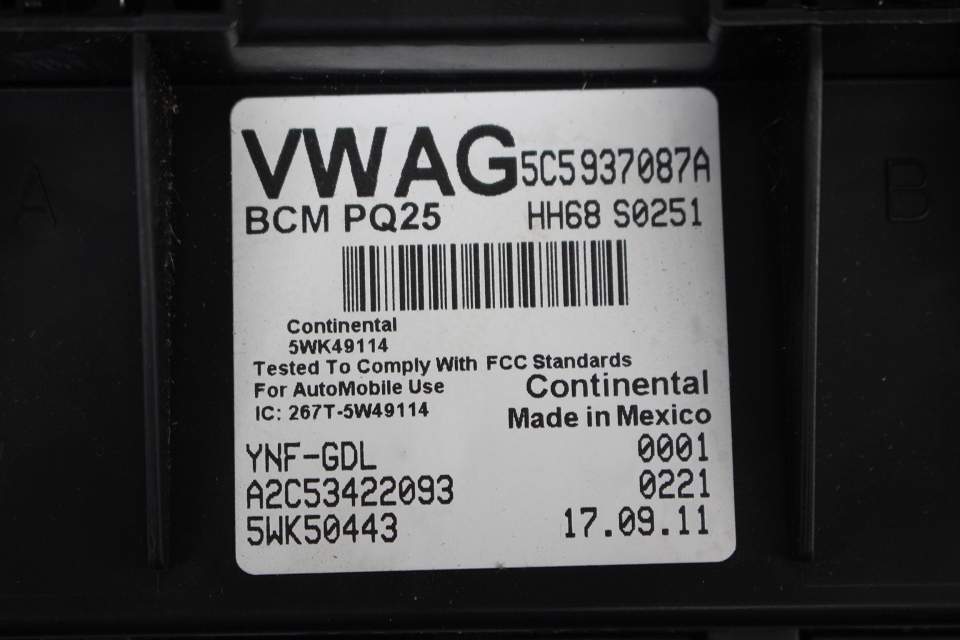 VWAG 5C5937087A
BCM PQ25 HH68 S0251
Continental
5WK49114
Tested To Comply With FCC Standards
For AutoMobile Use
IC: 267T-5W49114
Continental
Made in Mexico
YNF-GDL 0001
A2C53422093 0221
5WK50443 17.09.11
A
B